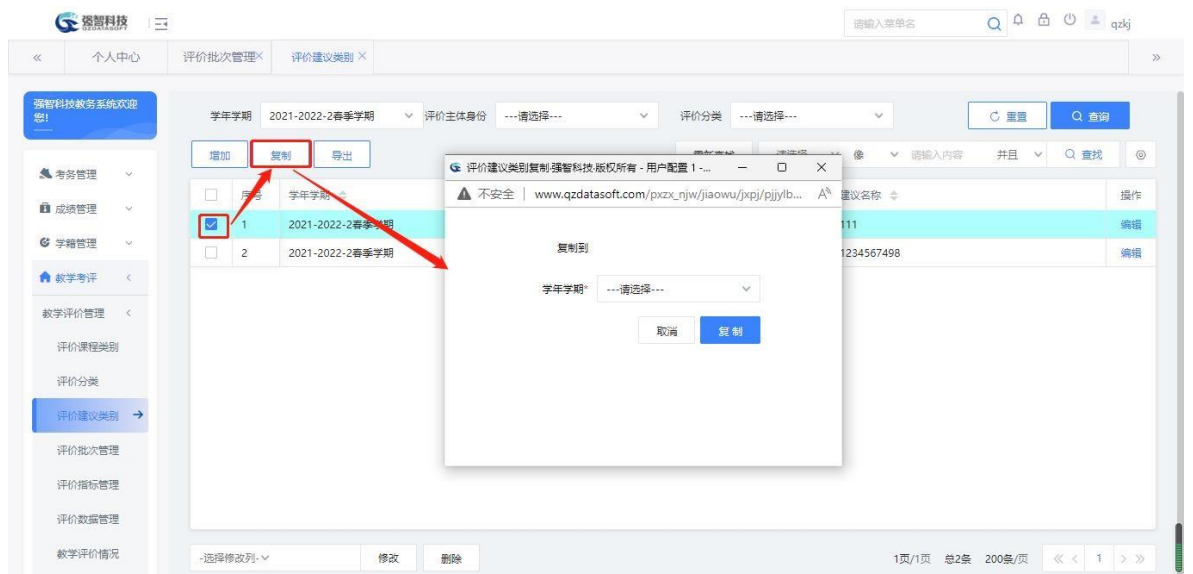 强智科技
QZDATASOFT
请输入菜单名
qzkj
个人中心
评价批次管理
评价建议类别
强智科技教务系统欢迎您!
学年学期 2021-2022-2春季学期 评价主体身份 ---请选择--- 评价分类 ---请选择--- 重置 查询
增加 复制 导出 像 请输入内容 并且 查找
序号 学年学期 建议名称 操作
1 2021-2022-2春季学期 111 编辑
2 2021-2022-2春季学期 1234567498 编辑
评价建议类别复制-强智科技-版权所有 - 用户配置 1 -...
不安全 | www.qzdatasoft.com/pxzx_njw/jiaowu/jxpj/pjjylb...
复制到
学年学期* ---请选择---
取消 复制
考务管理
成绩管理
学籍管理
教学考评
教学评价管理
评价课程类别
评价分类
评价建议类别
评价批次管理
评价指标管理
评价数据管理
教学评价情况
-选择修改列- 修改 删除 1页/1页 总2条 200条/页 1